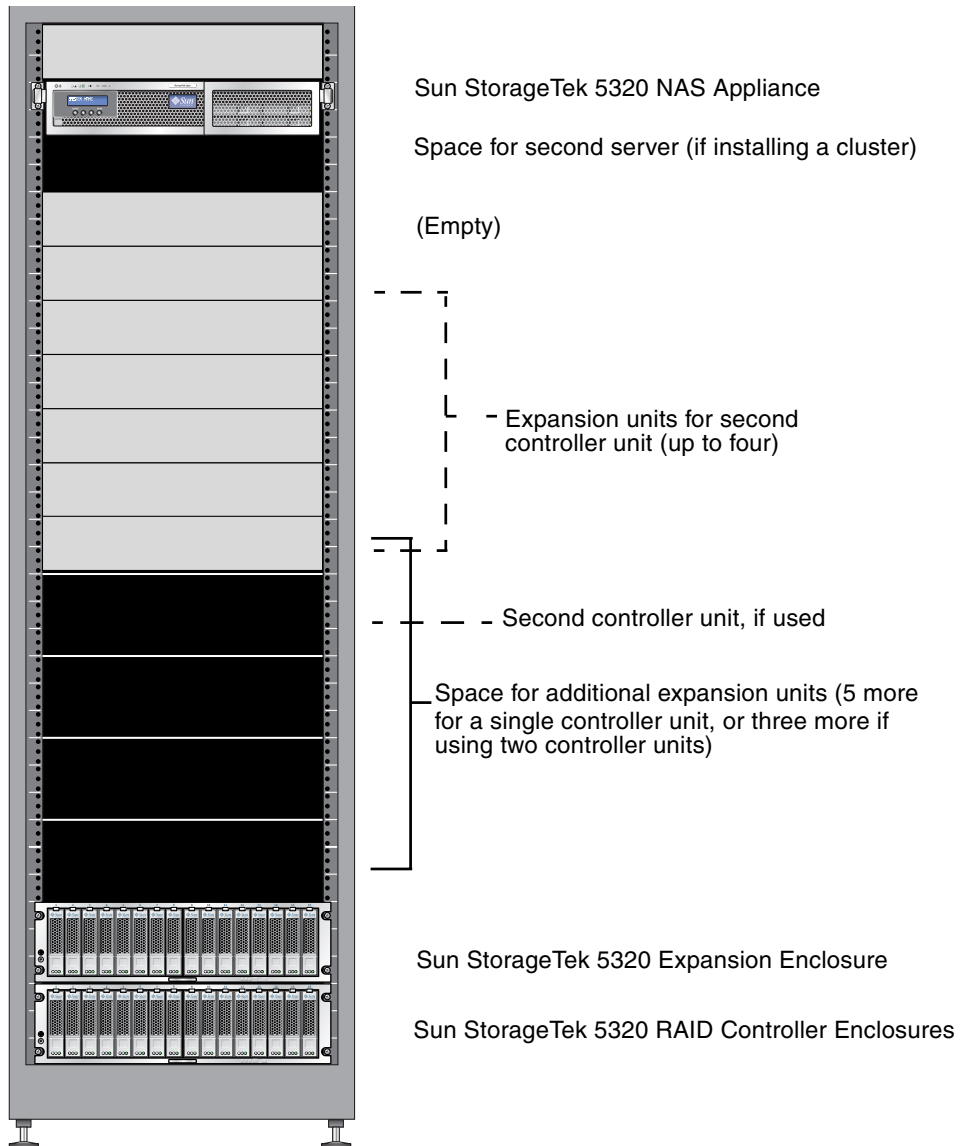 Sun StorageTek 5320 NAS Appliance
Sun
Space for second server (if installing a cluster)
(Empty)
Expansion units for second
controller unit (up to four)
Second controller unit, if used
Space for additional expansion units (5 more
for a single controller unit, or three more if
using two controller units)
Sun StorageTek 5320 Expansion Enclosure
Sun StorageTek 5320 RAID Controller Enclosures